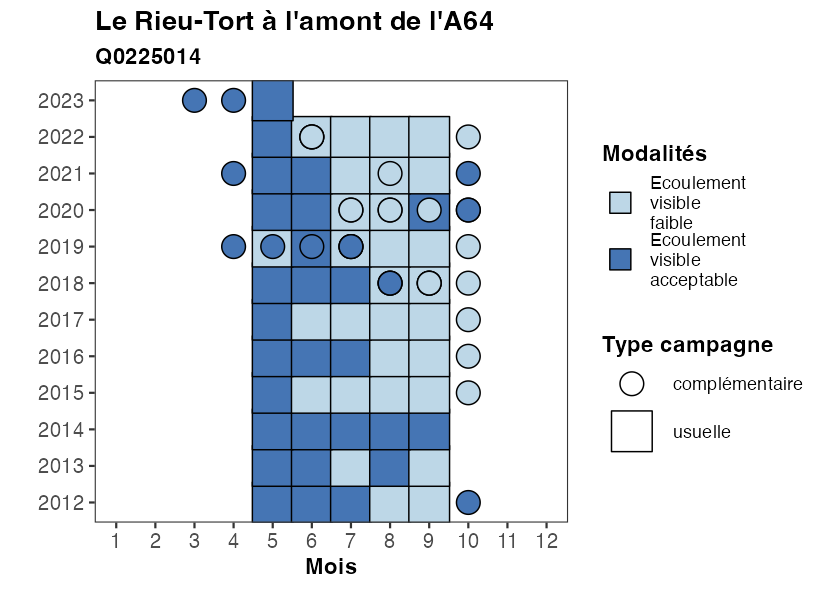 Le Rieu-Tort à l'amont de l'A64
Q0225014
2023
2022
2021
2020
2019
2018
2017
2016
2015
2014
2013
2012
1 2 3 4 5 6 7 8 9 10 11 12
Mois
Modalités
Ecoulement
visible
faible
Ecoulement
visible
acceptable
Type campagne
complémentaire
usuelle